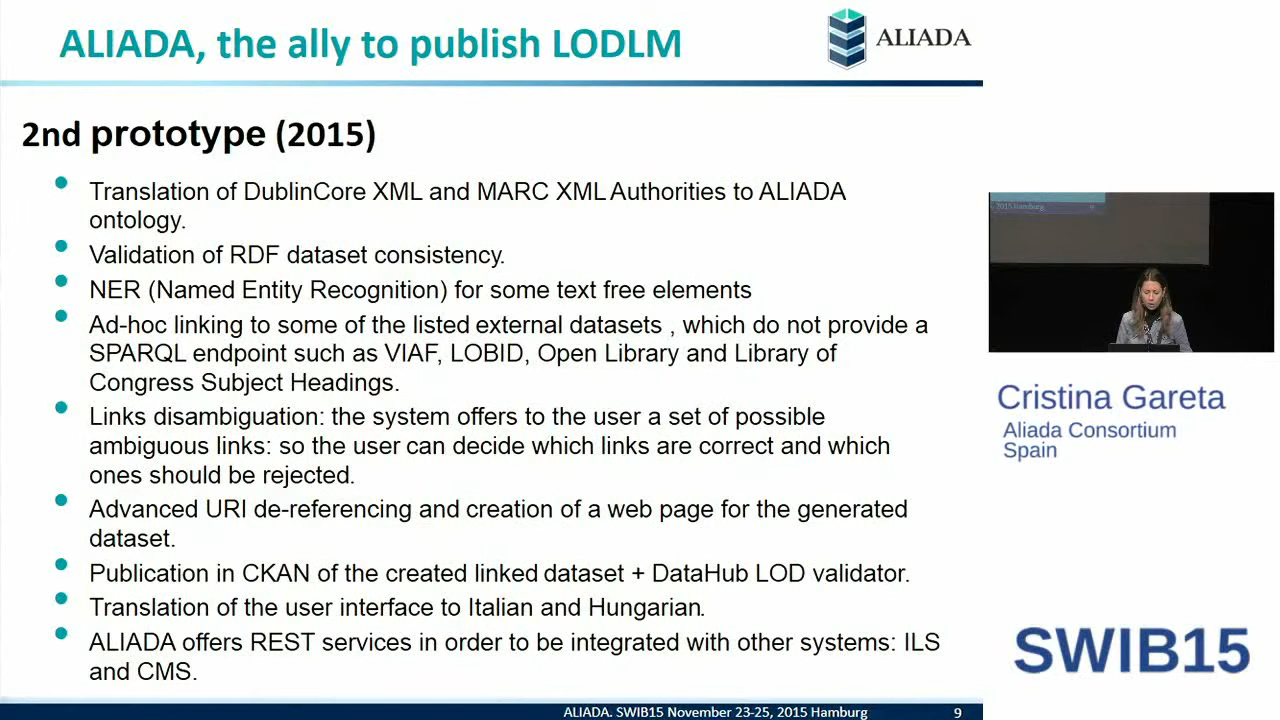 ALIADA, the ally to publish LODLM
ALIADA
2nd prototype (2015)
Translation of DublinCore XML and MARC XML Authorities to ALIADA
ontology.
Validation of RDF dataset consistency.
NER (Named Entity Recognition) for some text free elements
Ad-hoc linking to some of the listed external datasets , which do not provide a
SPARQL endpoint such as VIAF, LOBID, Open Library and Library of
Congress Subject Headings.
Links disambiguation: the system offers to the user a set of possible
ambiguous links: so the user can decide which links are correct and which
ones should be rejected.
Advanced URI de-referencing and creation of a web page for the generated
dataset.
Publication in CKAN of the created linked dataset + DataHub LOD validator.
Translation of the user interface to Italian and Hungarian.
ALIADA offers REST services in order to be integrated with other systems: ILS
and CMS.
ALIADA. SWIB15 November 23-25, 2015 Hamburg 9
2015 Hamburg 9
Cristina Gareta
Aliada Consortium
Spain
SWIB15